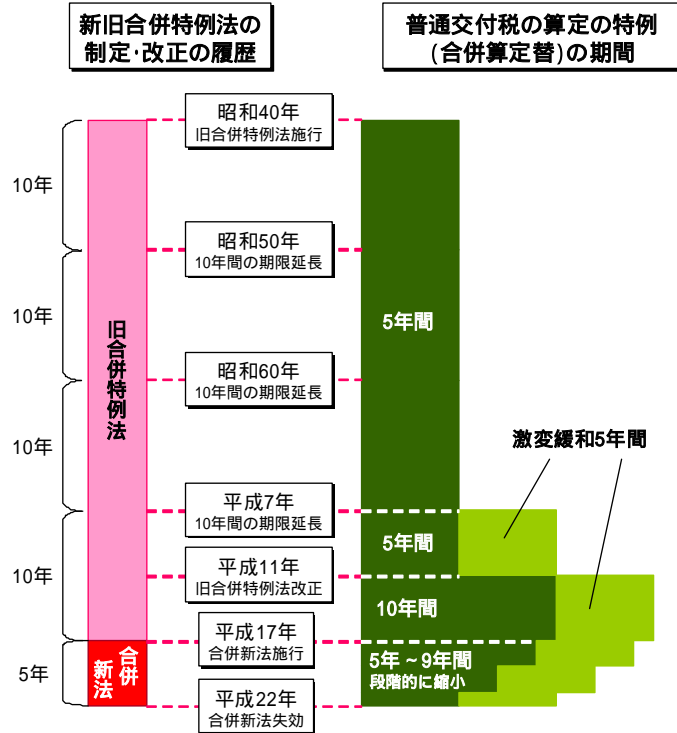 新旧合併特例法の
制定・改正の履歴
普通交付税の算定の特例
(合併算定替)の期間
昭和40年
旧合併特例法施行
10年
昭和50年
10年間の期限延長
10年
5年間
旧合併特例法
昭和60年
10年間の期限延長
10年
激変緩和5年間
平成7年
10年間の期限延長
5年間
平成11年
旧合併特例法改正
10年
10年間
平成17年
合併新法施行
合併
新法
5年
5年~9年間
段階的に縮小
平成22年
合併新法失効